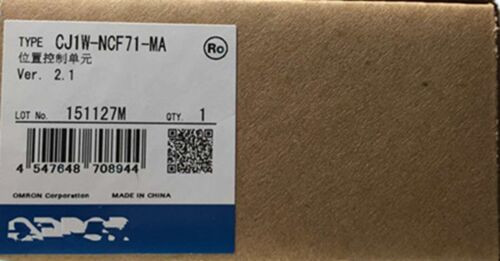 TYPE CJ1W-NCF71-MA
Ro
位置控制单元
Ver. 2.1
LOT No. 151127M QTY. 1
4 547648 708944
OMRON Corporation MADE IN CHINA